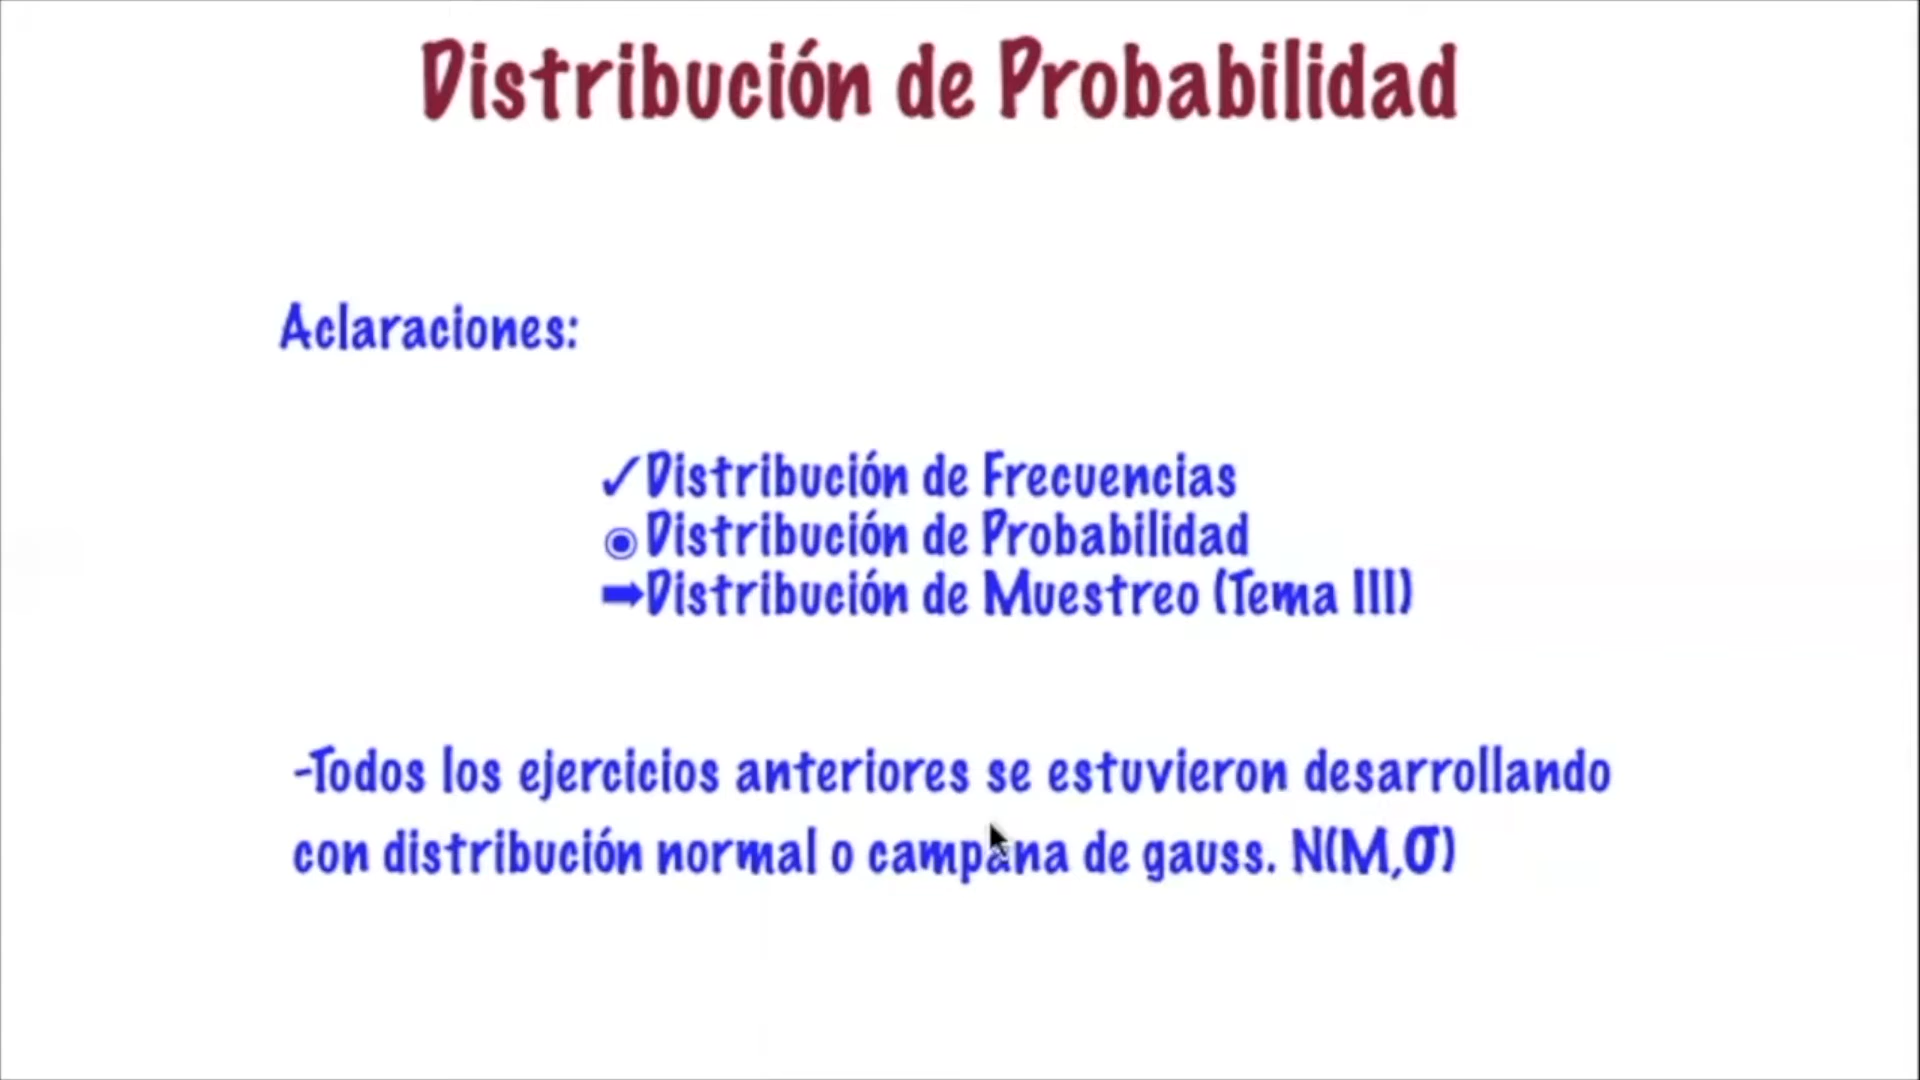 Distribución de Probabilidad
Aclaraciones:
✓Distribución de Frecuencias
◉Distribución de Probabilidad
➡Distribución de Muestreo (Tema III)
-Todos los ejercicios anteriores se estuvieron desarrollando
con distribución normal o campana de gauss. N(M,σ)